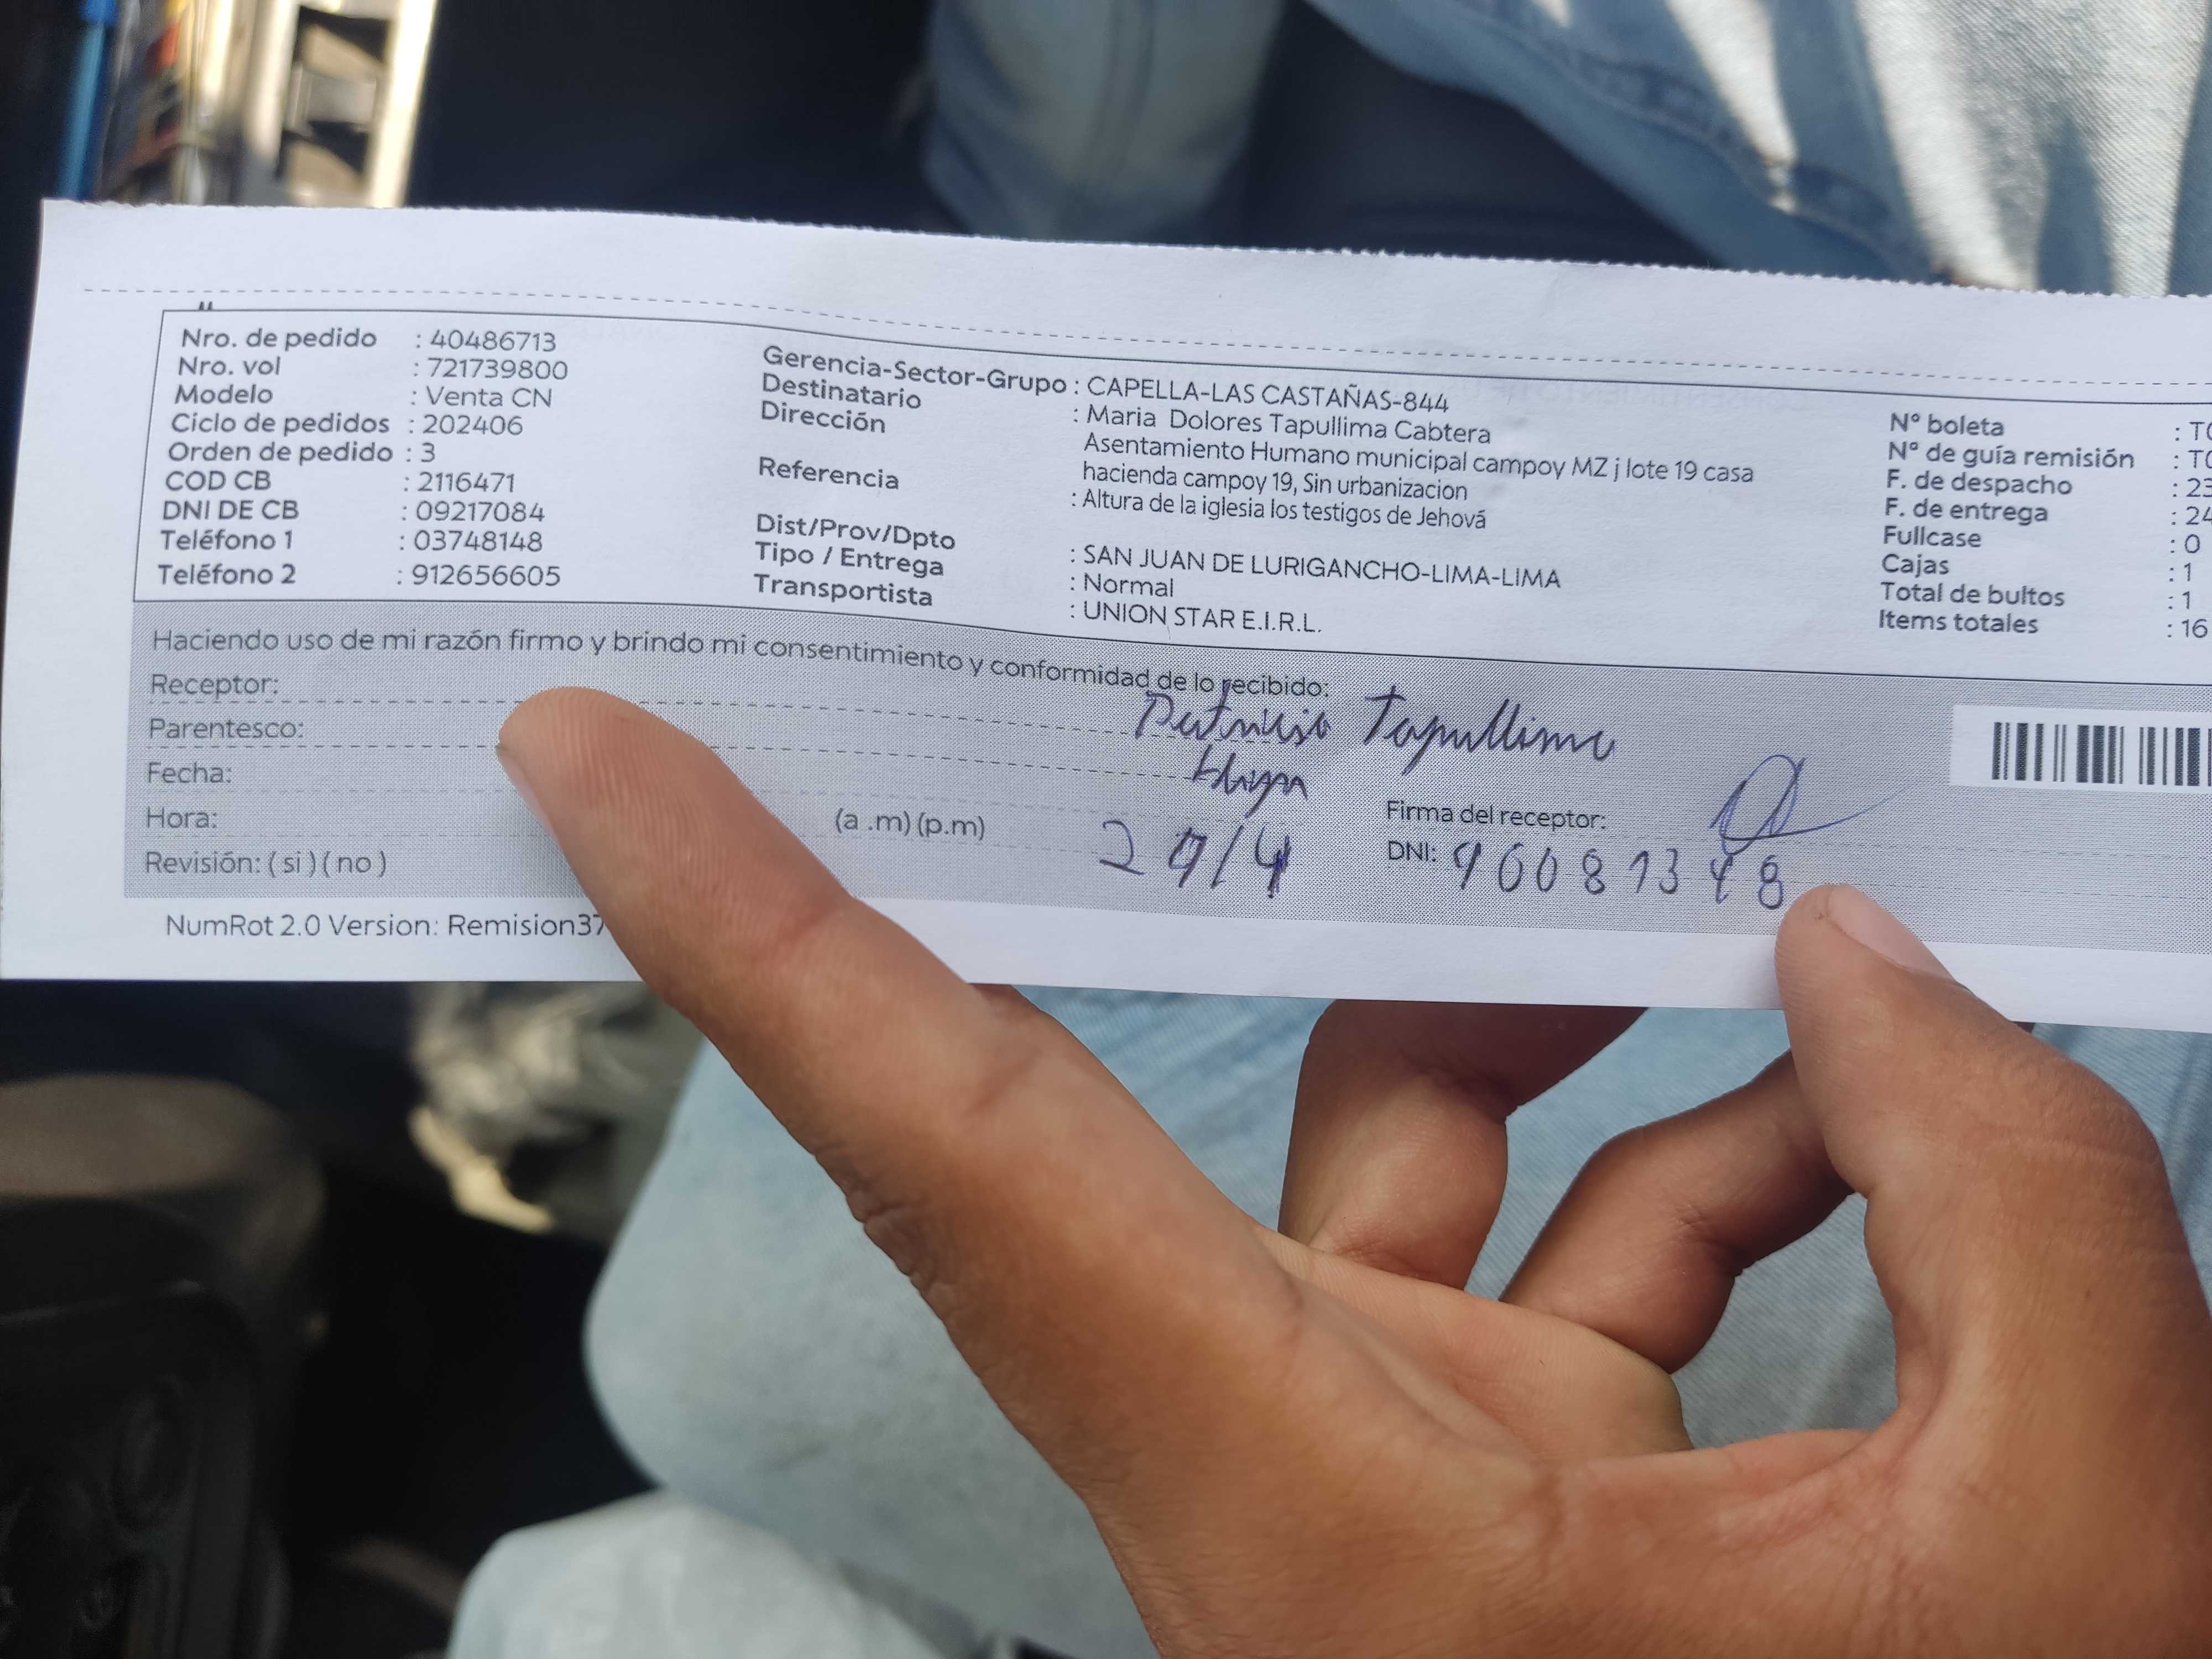 Nro. de pedido : 40486713
Nro. vol : 721739800
Modelo : Venta CN
Ciclo de pedidos : 202406
Orden de pedido : 3
COD CB : 2116471
DNI DE CB : 09217084
Teléfono 1 : 03748148
Teléfono 2 : 912656605
Gerencia-Sector-Grupo : CAPELLA-LAS CASTAÑAS-844
Destinatario : Maria Dolores Tapullima Cabtera
Dirección Asentamiento Humano municipal campoy MZ j lote 19 casa
hacienda campoy 19, Sin urbanizacion
Referencia : Altura de la iglesia los testigos de Jehová
Dist/Prov/Dpto : SAN JUAN DE LURIGANCHO-LIMA-LIMA
Tipo / Entrega : Normal
Transportista : UNION STAR E.I.R.L.
Nº boleta : T0
Nº de guía remisión : T0
F. de despacho : 23
F. de entrega : 24
Fullcase : 0
Cajas : 1
Total de bultos : 1
Items totales : 16
Haciendo uso de mi razón firmo y brindo mi consentimiento y conformidad de lo recibido:
Receptor: Tapullima
Parentesco:
Fecha:
Hora: (a .m) (p.m)
Revisión: ( si ) ( no )
Firma del receptor:
DNI:
NumRot 2.0 Version: Remision37